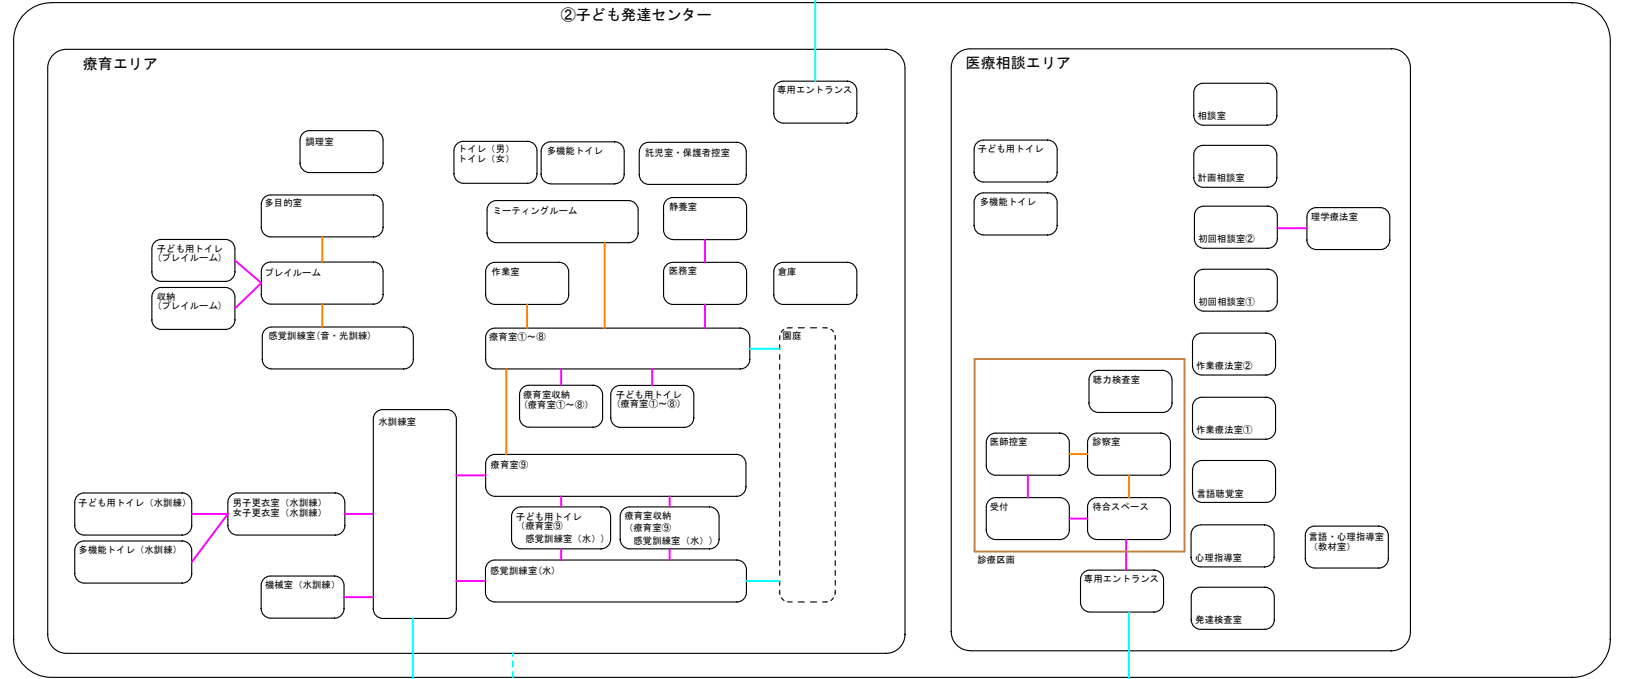 ②子ども発達センター
療育エリア
専用エントランス
調理室
トイレ（男）
トイレ（女）
多機能トイレ
託児室・保護者控室
多目的室
ミーティングルーム
静養室
子ども用トイレ
（プレイルーム）
収納
（プレイルーム）
プレイルーム
作業室
医務室
倉庫
感覚訓練室（音・光訓練）
療育室①～⑧
園庭
療育室収納
（療育室①～⑧）
子ども用トイレ
（療育室①～⑧）
水訓練室
療育室⑨
子ども用トイレ（水訓練）
男子更衣室（水訓練）
女子更衣室（水訓練）
多機能トイレ（水訓練）
子ども用トイレ
（療育室⑨
感覚訓練室（水））
療育室収納
（療育室⑨
感覚訓練室（水））
機械室（水訓練）
感覚訓練室（水）
医療相談エリア
相談室
子ども用トイレ
計画相談室
多機能トイレ
初回相談室②
理学療法室
初回相談室①
作業療法室②
聴力検査室
作業療法室①
医師控室
診察室
言語聴覚室
受付
待合スペース
心理指導室
言語・心理指導室
（教材室）
診療区画
専用エントランス
発達検査室